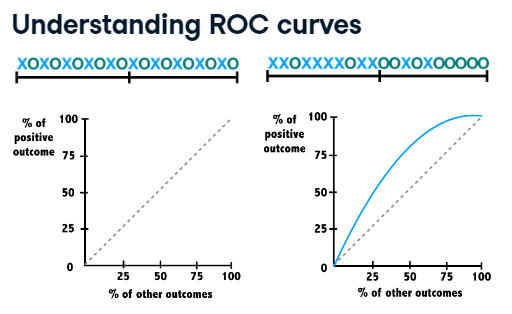 Understanding ROC curves
XOXOXOXOXOXOXOXOXOXO
XXOXXXXOXXOOXOXOOOOO
% of
positive
outcome
100
75
50
25
0
25 50 75 100
% of other outcomes
% of
positive
outcome
100
75
50
25
0
25 50 75 100
% of other outcomes